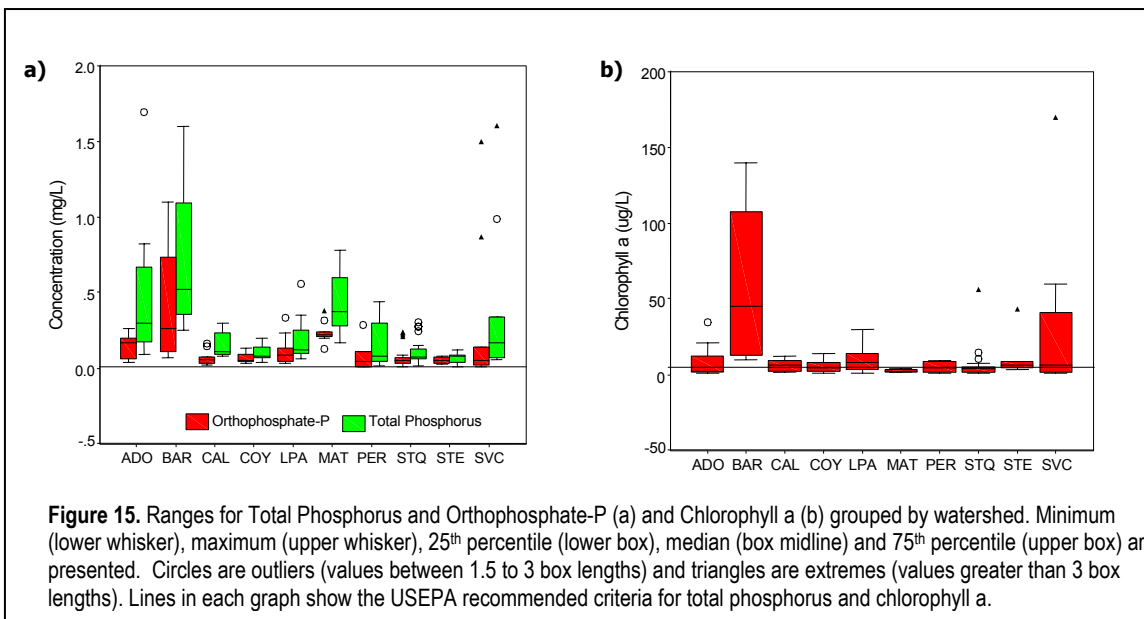 a)
2.0
1.5
1.0
.5
0.0
-.5
Concentration (mg/L)
Orthophosphate-P Total Phosphorus
ADO BAR CAL COY LPA MAT PER STQ STE SVC
b)
200
150
100
50
0
-50
Chlorophyll a (ug/L)
ADO BAR CAL COY LPA MAT PER STQ STE SVC
Figure 15. Ranges for Total Phosphorus and Orthophosphate-P (a) and Chlorophyll a (b) grouped by watershed. Minimum
(lower whisker), maximum (upper whisker), 25th percentile (lower box), median (box midline) and 75th percentile (upper box) ar
presented. Circles are outliers (values between 1.5 to 3 box lengths) and triangles are extremes (values greater than 3 box
lengths). Lines in each graph show the USEPA recommended criteria for total phosphorus and chlorophyll a.